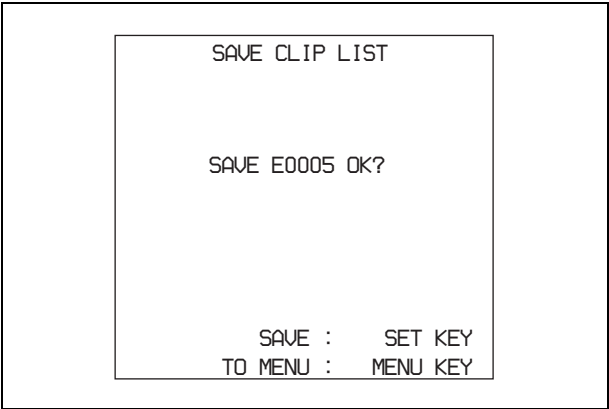 SAVE CLIP LIST
SAVE E0005 OK?
SAVE : SET KEY
TO MENU : MENU KEY